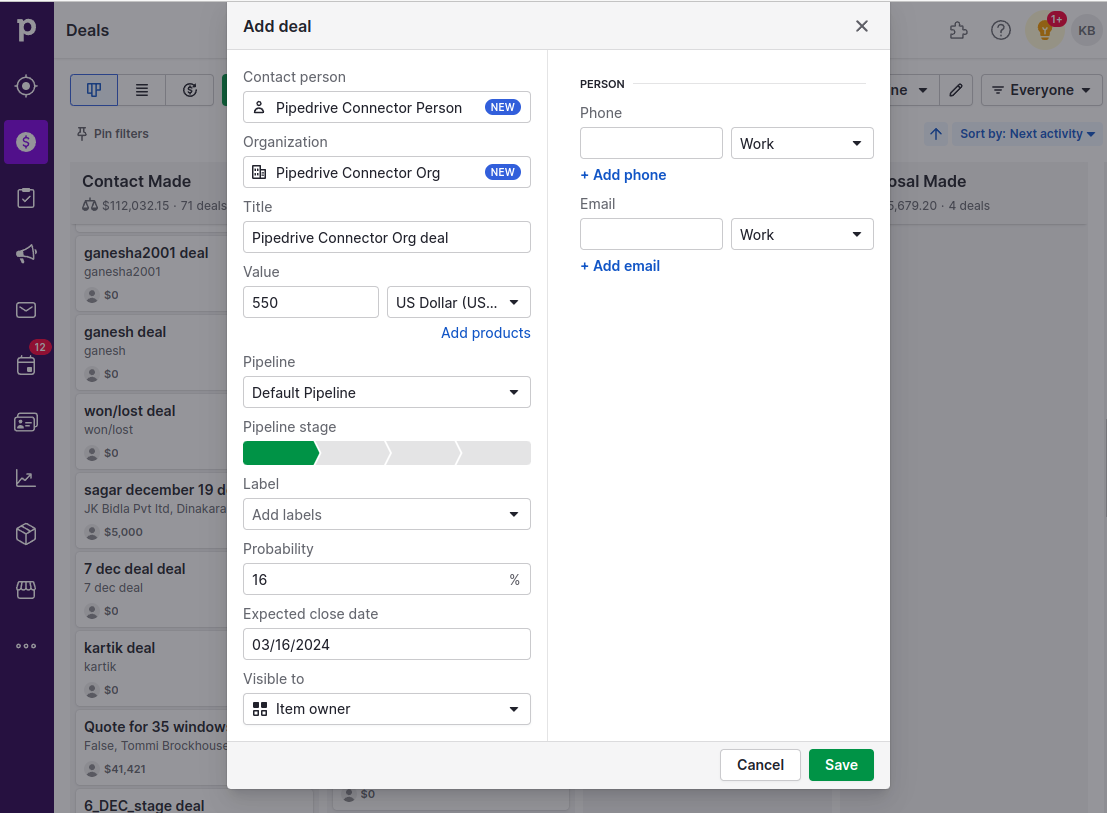 p
Deals
Add deal
1+
KB
ne
Everyone
Pin filters
Sort by: Next activity
12
Contact Made
$112,032.15 · 71 deals
ganesha2001 deal
ganesha2001
$0
ganesh deal
ganesh
$0
won/lost deal
won/lost
$0
sagar december 19 d
JK Bidla Pvt ltd, Dinakara
$5,000
7 dec deal deal
7 dec deal
$0
kartik deal
kartik
$0
Quote for 35 window
False, Tommi Brockhouse
$41,421
6_DEC_stage deal
$0
osal Made
5,679.20 · 4 deals
Contact person
Pipedrive Connector Person NEW
Organization
Pipedrive Connector Org NEW
Title
Pipedrive Connector Org deal
Value
550 US Dollar (US...
Add products
Pipeline
Default Pipeline
Pipeline stage
Label
Add labels
Probability
16 %
Expected close date
03/16/2024
Visible to
Item owner
PERSON
Phone
Work
+ Add phone
Email
Work
+ Add email
Cancel
Save